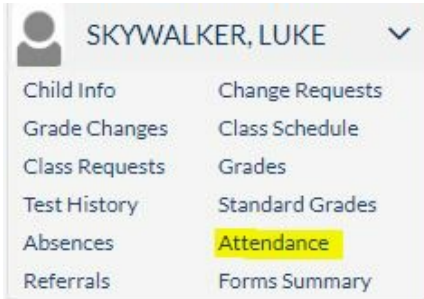 SKYWALKER, LUKE
Child Info Change Requests
Grade Changes Class Schedule
Class Requests Grades
Test History Standard Grades
Absences Attendance
Referrals Forms Summary